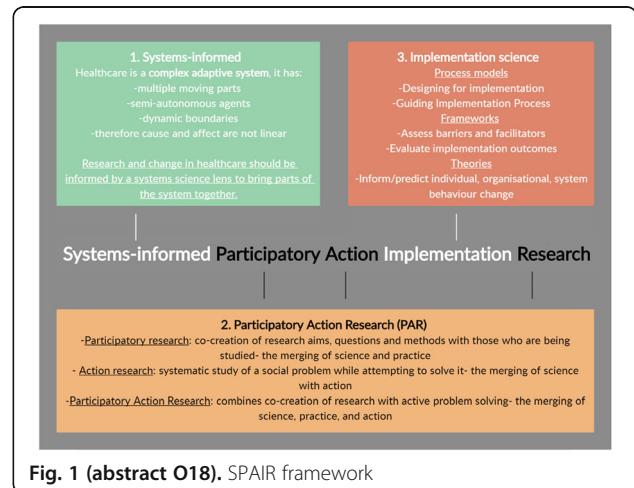 1. Systems-informed
Healthcare is a complex adaptive system, it has:
-multiple moving parts
-semi-autonomous agents
-dynamic boundaries
-therefore cause and affect are not linear
Research and change in healthcare should be
informed by a systems science lens to bring parts of
the system together.
3. Implementation science
Process models
-Designing for implementation
-Guiding Implementation Process
Frameworks
-Assess barriers and facilitators
-Evaluate implementation outcomes
Theories
-Inform/predict individual, organisational, system
behaviour change
Systems-informed Participatory Action Implementation Research
2. Participatory Action Research (PAR)
-Participatory research: co-creation of research aims, questions and methods with those who are being
studied- the merging of science and practice
- Action research: systematic study of a social problem while attempting to solve it- the merging of science
with action
-Participatory Action Research: combines co-creation of research with active problem solving- the merging of
science, practice, and action
Fig. 1 (abstract O18). SPAIR framework